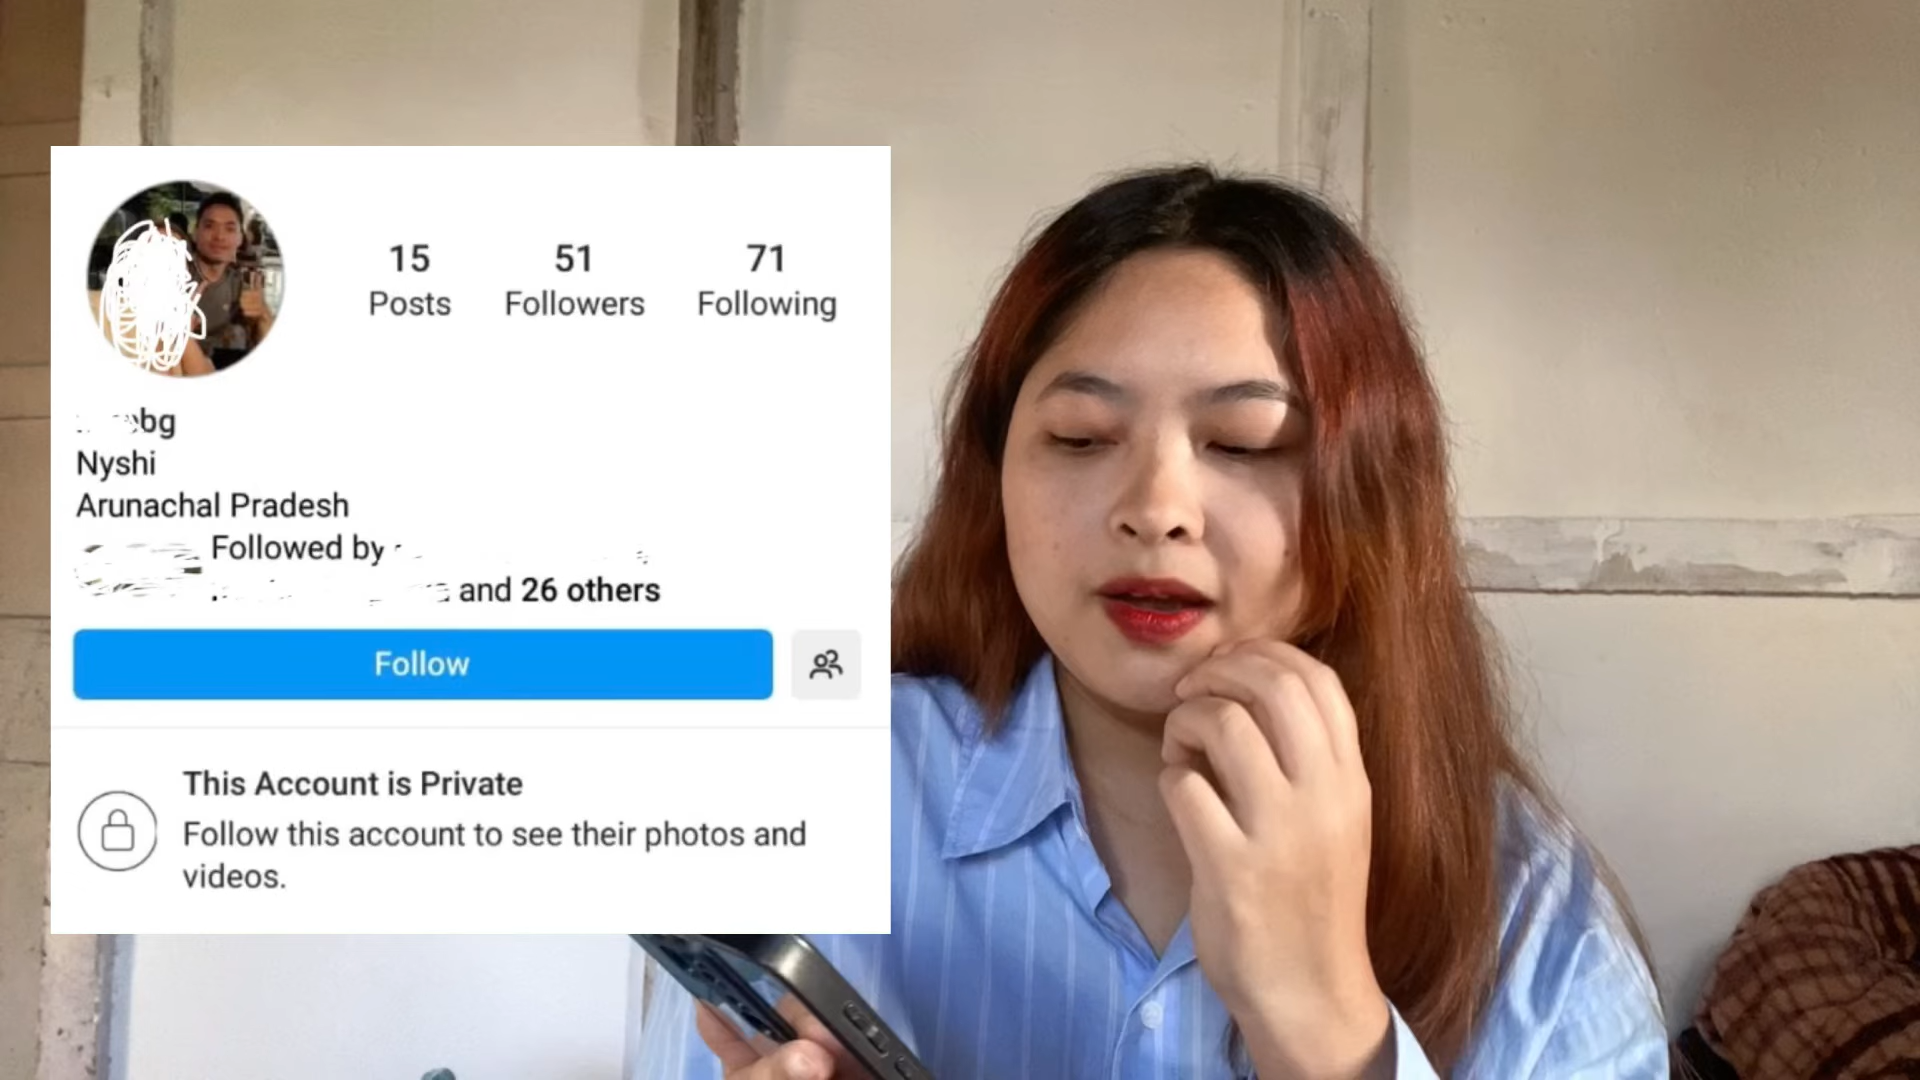 15 51 71
Posts Followers Following
Nyshi
Arunachal Pradesh
Followed by
and 26 others
Follow
This Account is Private
Follow this account to see their photos and
videos.